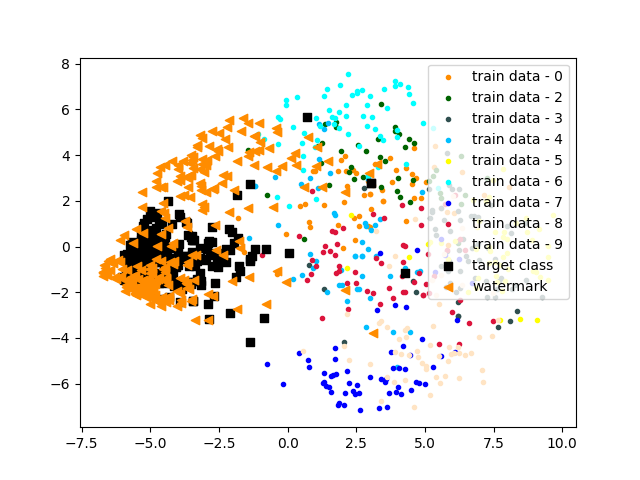 8
6
4
2
0
−2
−4
−6
−7.5
−5.0
−2.5
0.0
2.5
5.0
7.5
10.0
train data - 0
train data - 2
train data - 3
train data - 4
train data - 5
train data - 6
train data - 7
train data - 8
train data - 9
target class
watermark